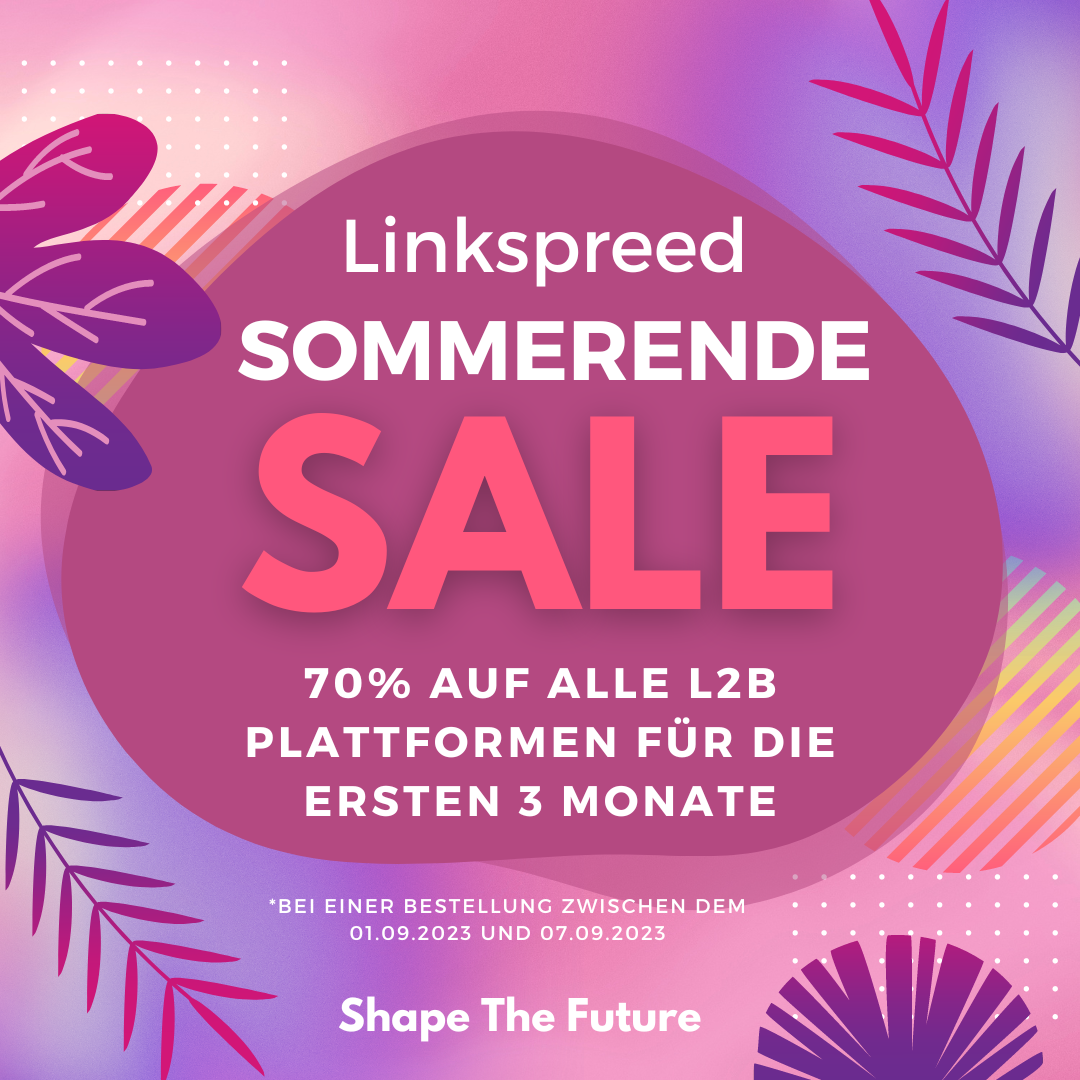 Linkspreed
SOMMERENDE
SALE
70% AUF ALLE L2B
PLATTFORMEN FÜR DIE
ERSTEN 3 MONATE
*BEI EINER BESTELLUNG ZWISCHEN DEM
01.09.2023 UND 07.09.2023
Shape The Future